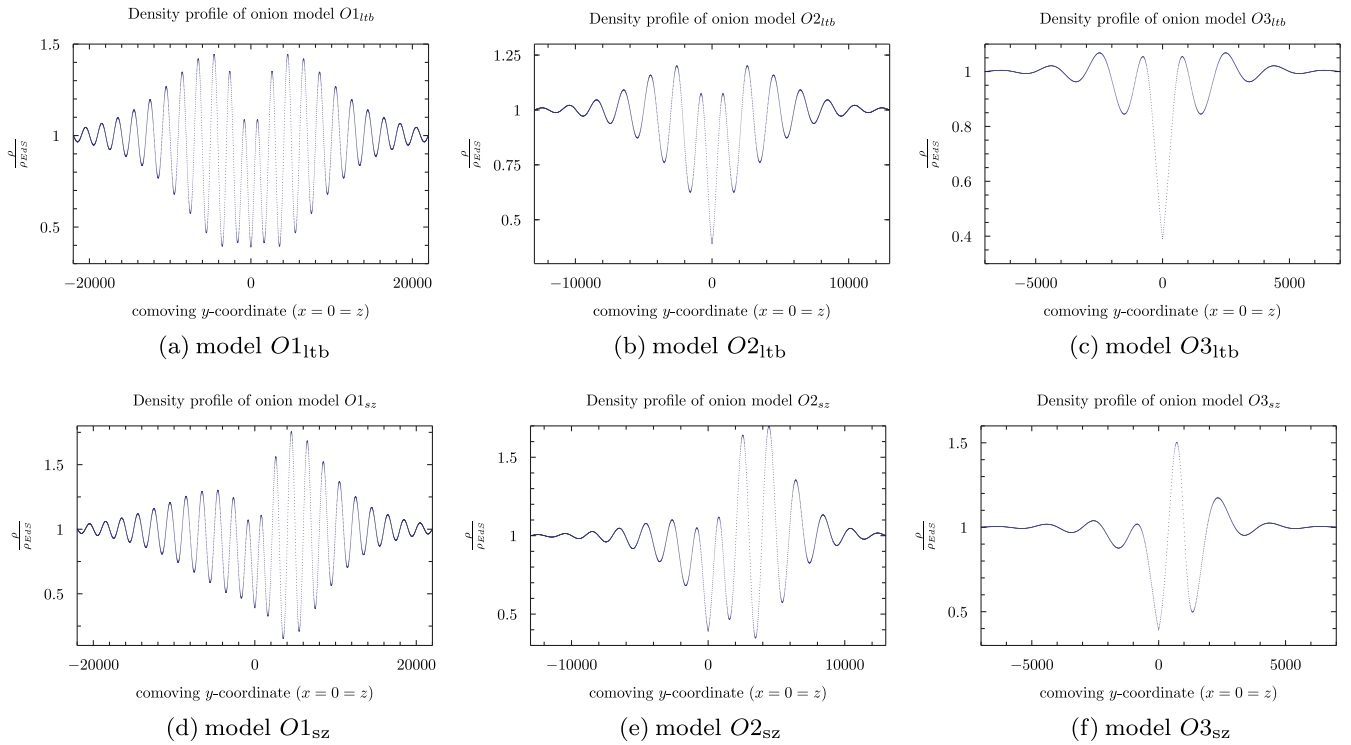 Density profile of onion model O1ltb
1.5
1
0.5
ρ
ρEdS
−20000 0 20000
comoving y-coordinate (x = 0 = z)
(a) model O1ltb
Density profile of onion model O2ltb
1.25
1
0.75
0.5
ρ
ρEdS
−10000 0 10000
comoving y-coordinate (x = 0 = z)
(b) model O2ltb
Density profile of onion model O3ltb
1
0.8
0.6
0.4
ρ
ρEdS
−5000 0 5000
comoving y-coordinate (x = 0 = z)
(c) model O3ltb
Density profile of onion model O1sz
1.5
1
0.5
ρ
ρEdS
−20000 0 20000
comoving y-coordinate (x = 0 = z)
(d) model O1sz
Density profile of onion model O2sz
1.5
1
0.5
ρ
ρEdS
−10000 0 10000
comoving y-coordinate (x = 0 = z)
(e) model O2sz
Density profile of onion model O3sz
1.5
1
0.5
ρ
ρEdS
−5000 0 5000
comoving y-coordinate (x = 0 = z)
(f) model O3sz